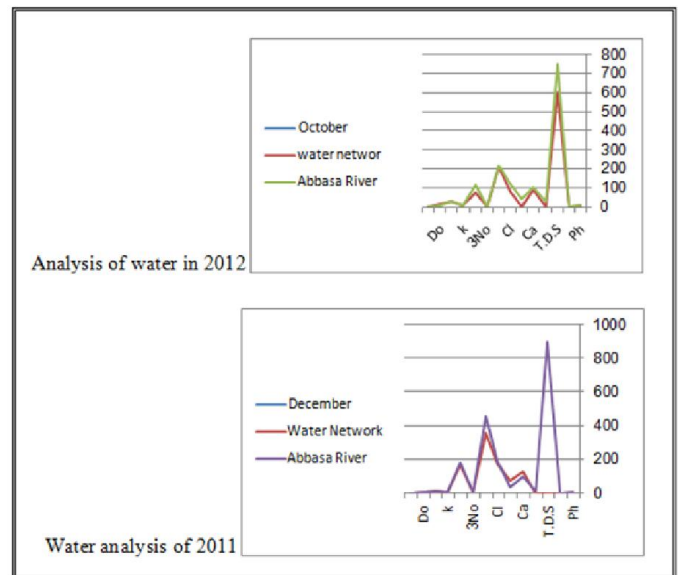 800
700
600
500
400
300
200
100
0
October
water networ
Abbasa River
Do
k
3No
Cl
Ca
T.D.S
Ph
Analysis of water in 2012
1000
800
600
400
200
0
December
Water Network
Abbasa River
Do
k
3No
Cl
Ca
T.D.S
Ph
Water analysis of 2011